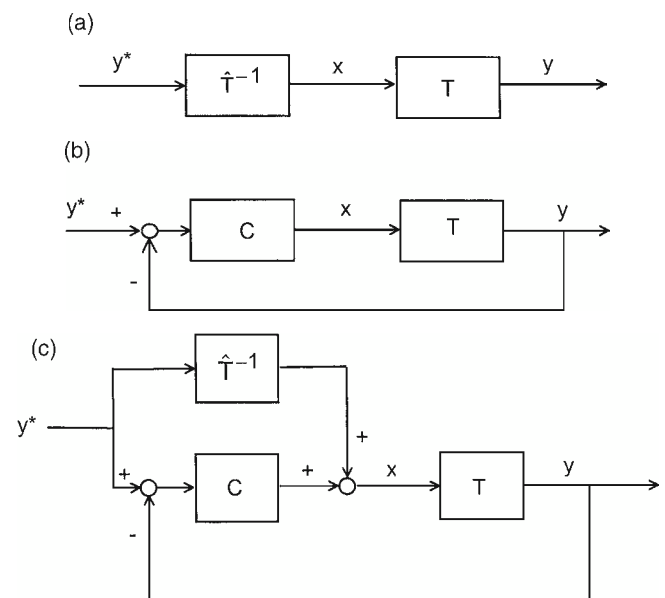 (a)
y* T̂⁻¹ x T y
(b)
y* + C x T y
-
(c)
T̂⁻¹
y* +
+ C + x T y
-